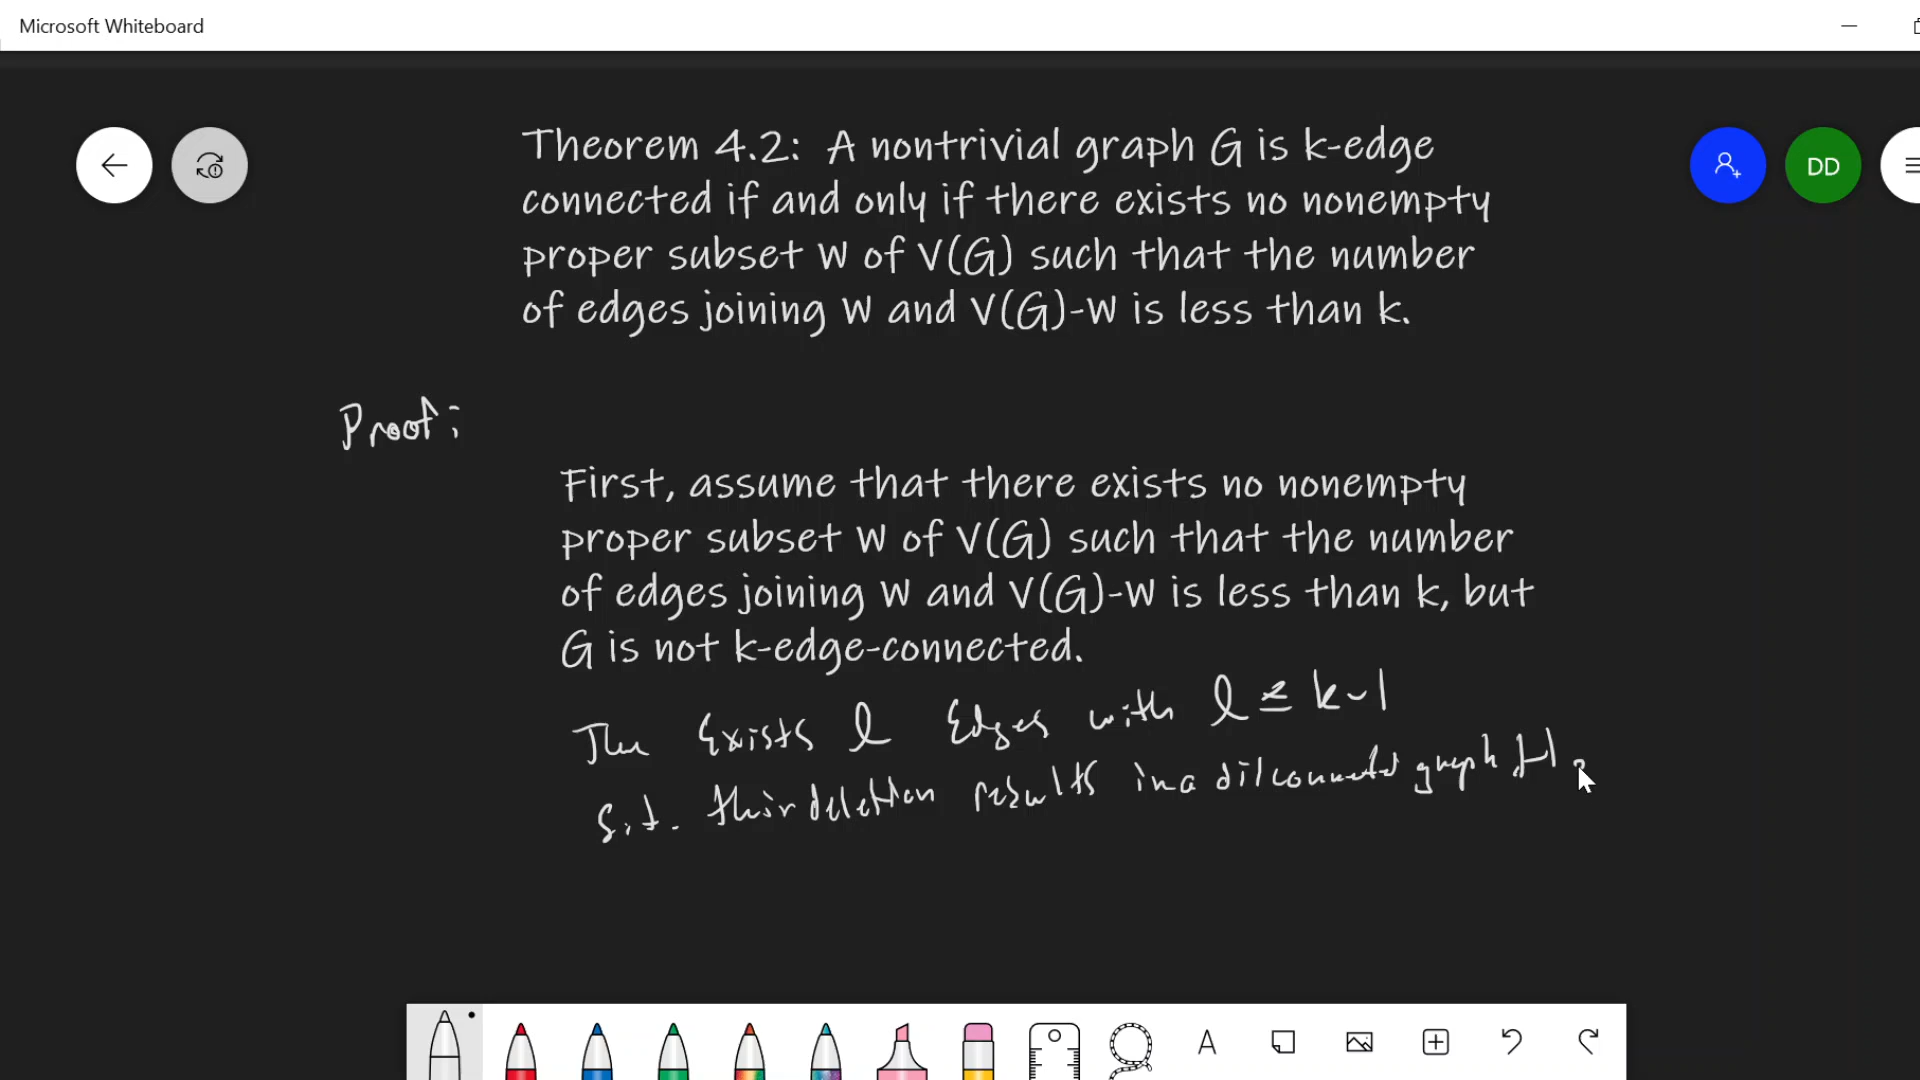 Microsoft Whiteboard
DD
Theorem 4.2: A nontrivial graph G is k-edge
connected if and only if there exists no nonempty
proper subset W of V(G) such that the number
of edges joining W and V(G)-W is less than k.
Proof:
First, assume that there exists no nonempty
proper subset W of V(G) such that the number
of edges joining W and V(G)-W is less than k, but
G is not k-edge-connected.
Exists l Edges with l ≤ k-1
s.t. their deletion results in a disconnected graph H.
A